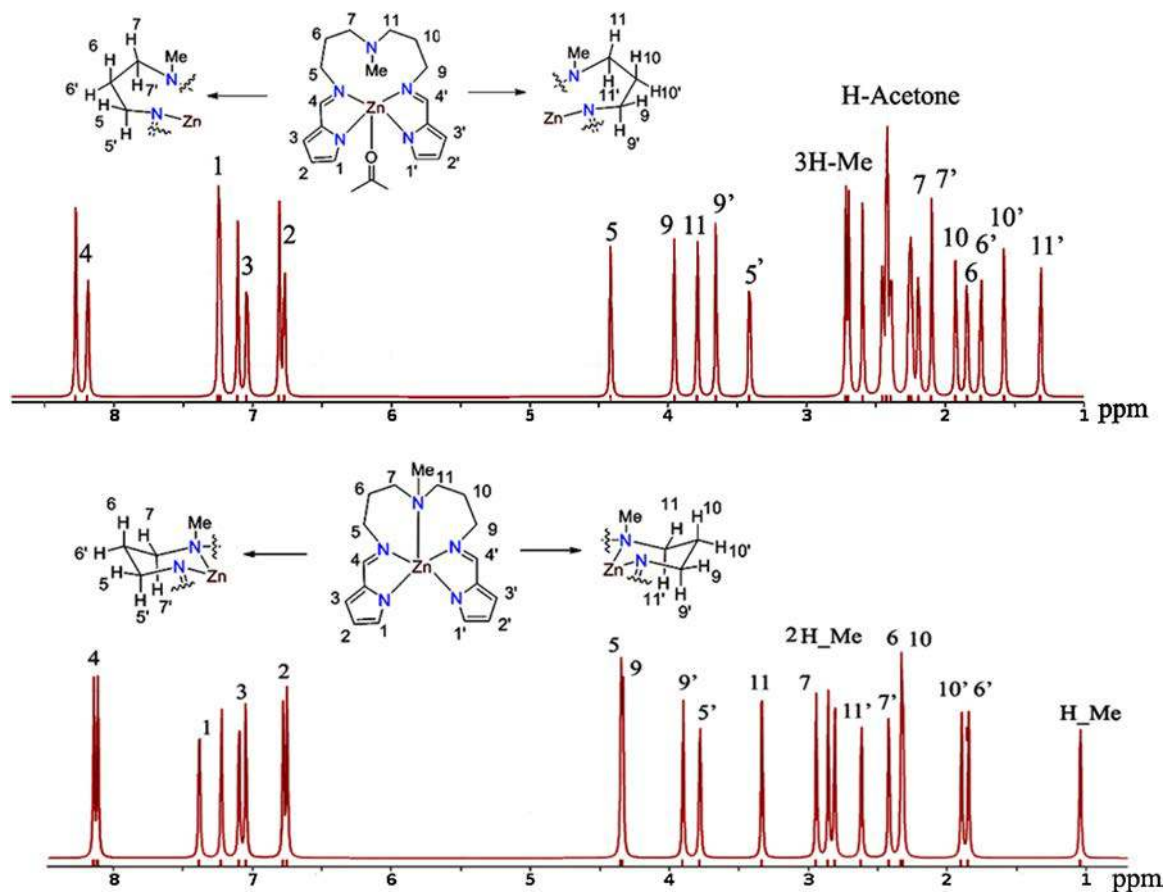 7
H
6
H
Me
N
6' H
H 7'
H
5
H
5'
N Zn
7 11
6 10
N
Me
5 9
4 N N 4'
Zn
3 N N 3'
2 1 1' 2'
O
11
H
Me
H 10
N
H
11'
H 10'
Zn N
H 9
H
9'
H-Acetone
3H-Me
4
1
3
2
5
9
11
9’
5’
7
7’
10
6
6’
10’
11’
8 7 6 5 4 3 2 1 ppm
6 7
H
H Me
6' H N
5 H N Zn
H H
5' 7'
7 Me 11
6 N 10
5 9
4 N N 4'
Zn
3 N N 3'
2 1 1' 2'
11 10
Me H H
N H 10'
Zn N H 9
H H
11' 9'
4
1
3
2
5
9
9’
5’
11
7
2H_Me
11’
7’
6 10
10’ 6’
H_Me
8 7 6 5 4 3 2 1 ppm